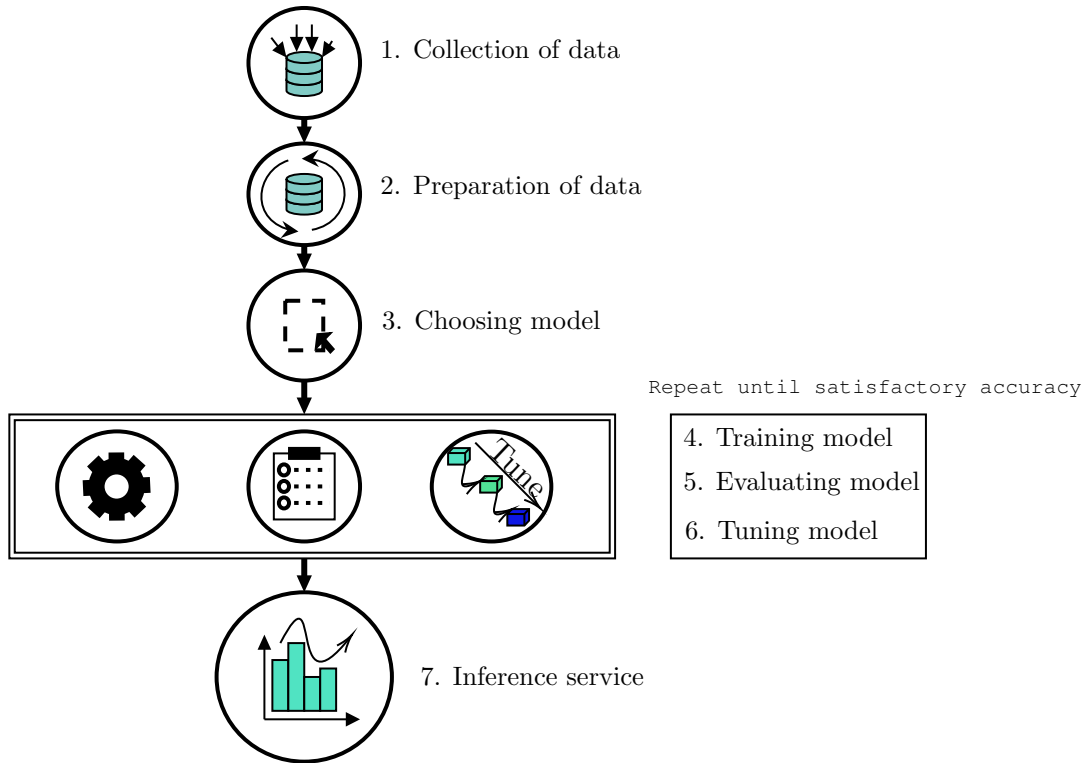 1. Collection of data
2. Preparation of data
3. Choosing model
Repeat until satisfactory accuracy
Tune
4. Training model
5. Evaluating model
6. Tuning model
7. Inference service